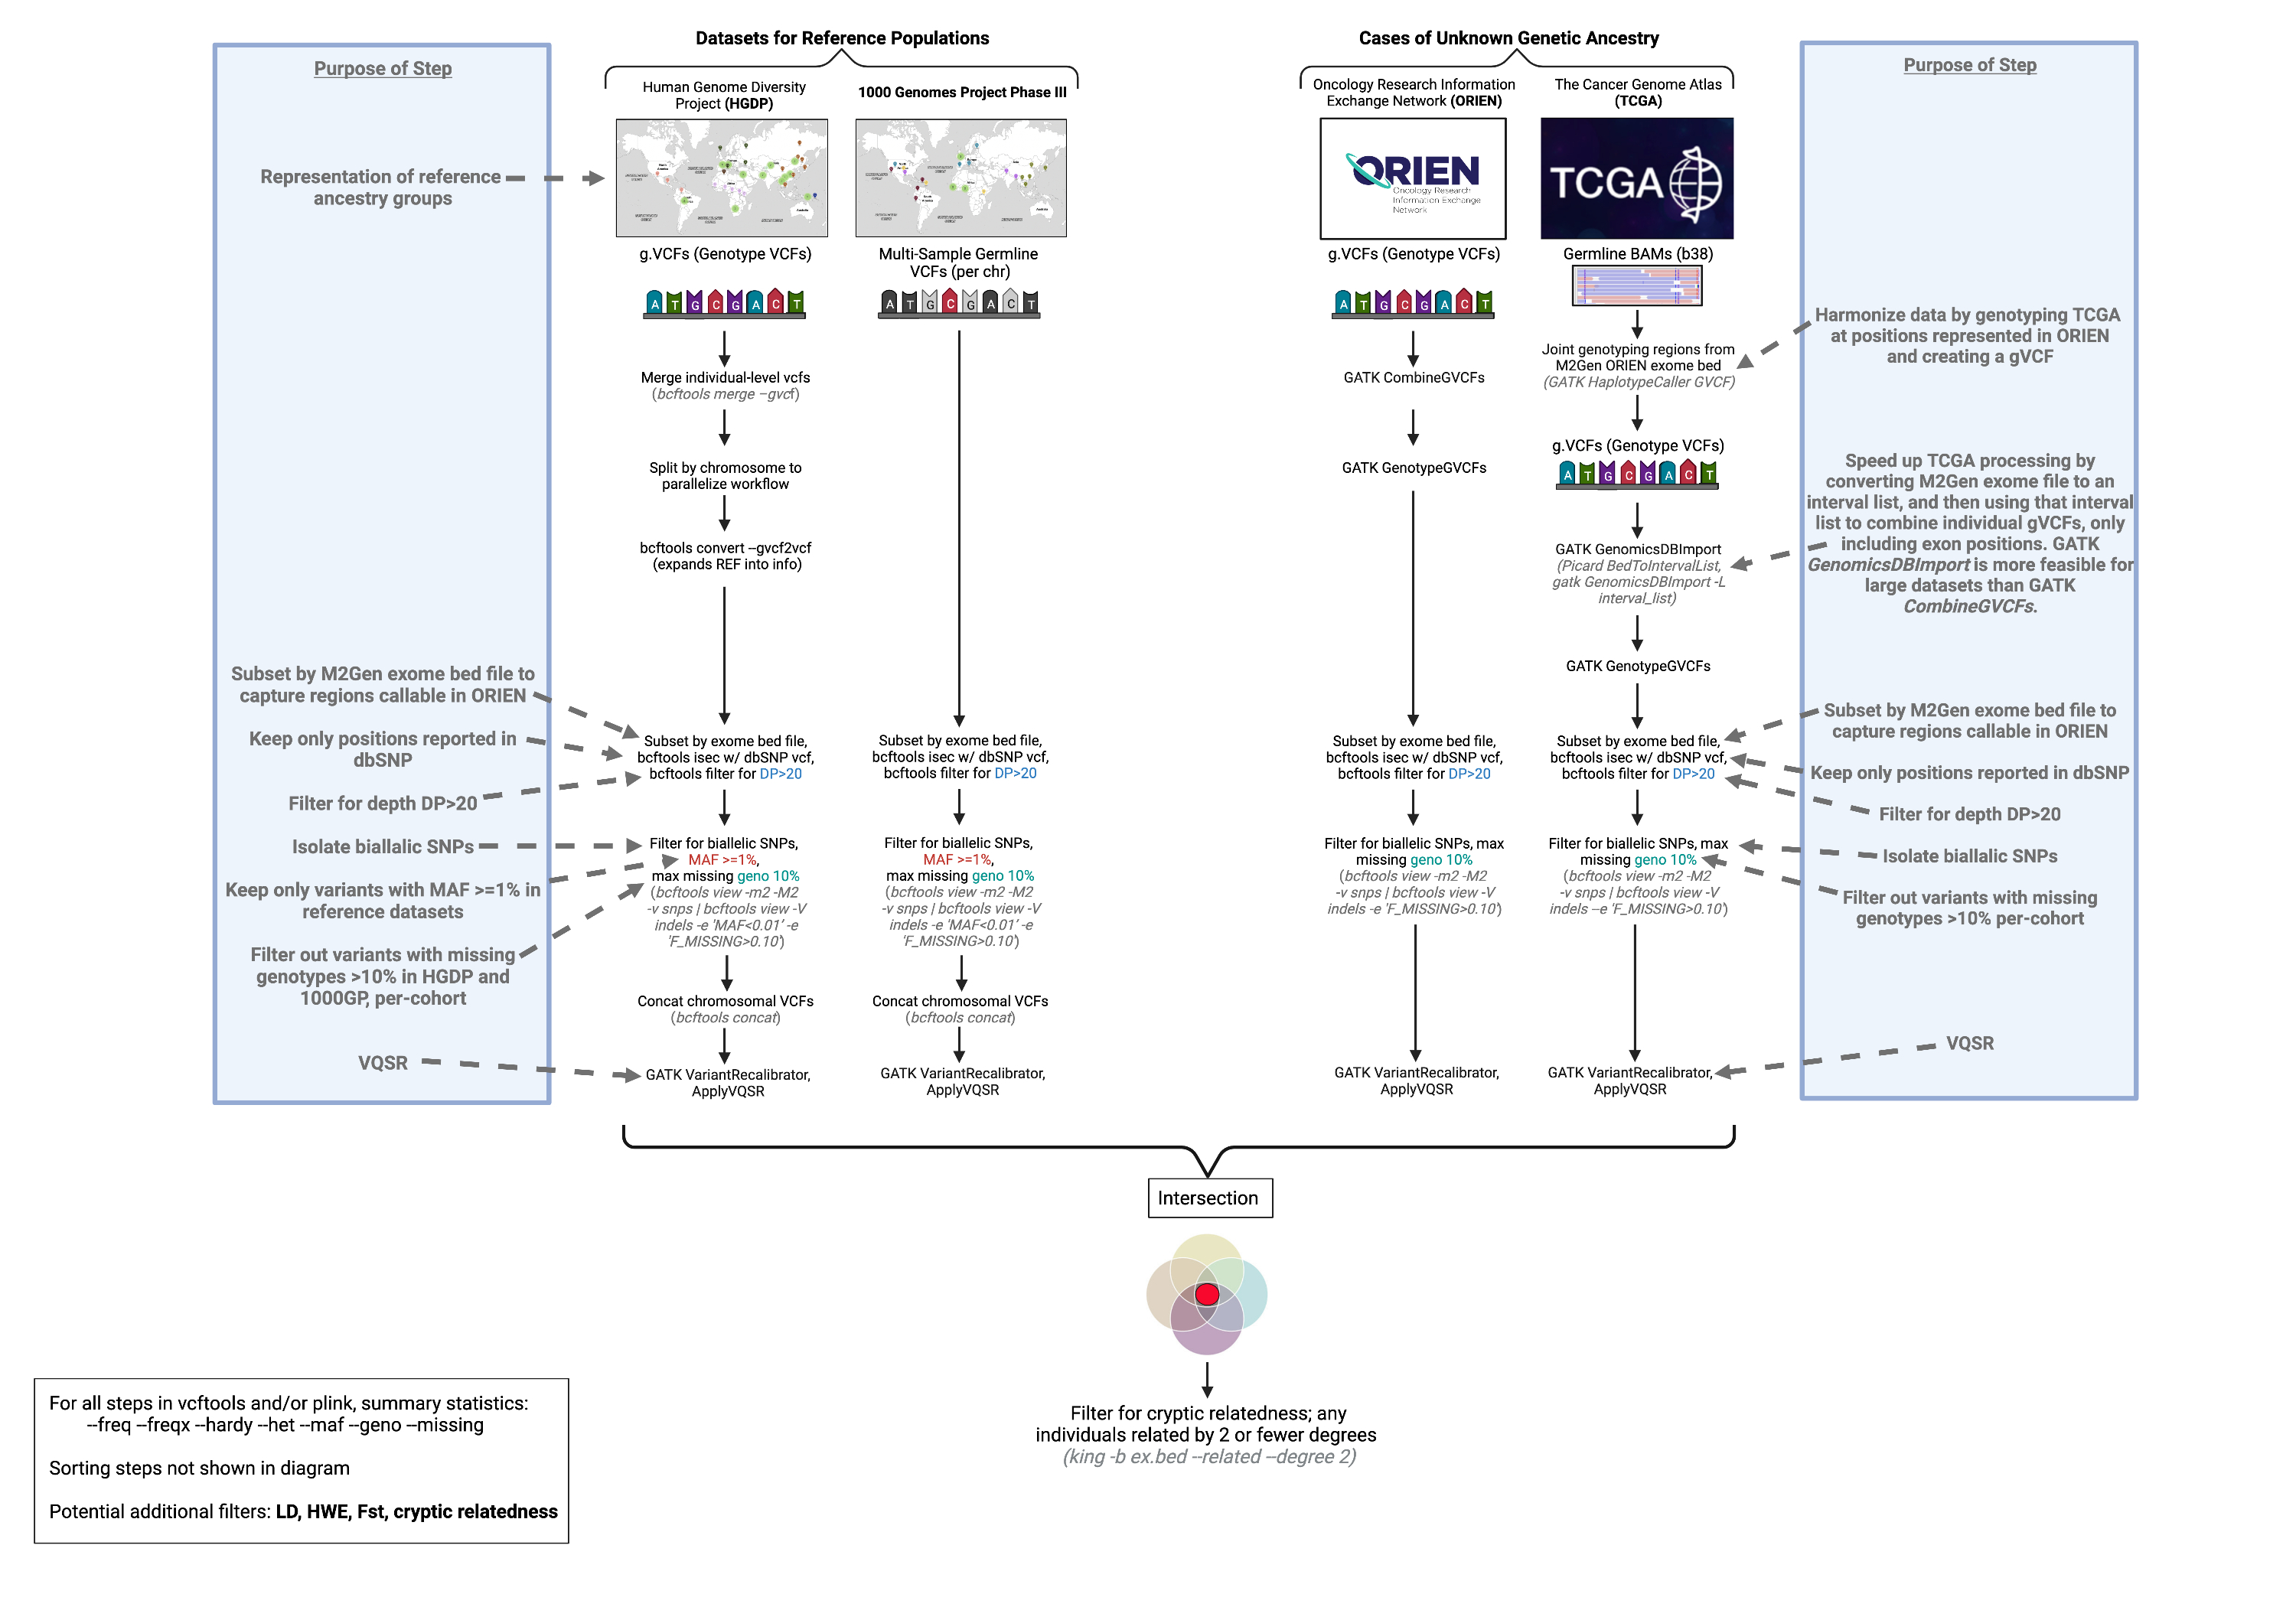 Datasets for Reference Populations
Cases of Unknown Genetic Ancestry
Purpose of Step
Representation of reference
ancestry groups
Subset by M2Gen exome bed file to
capture regions callable in ORIEN
Keep only positions reported in
dbSNP
Filter for depth DP>20
Isolate biallalic SNPs
Keep only variants with MAF >=1% in
reference datasets
Filter out variants with missing
genotypes >10% in HGDP and
1000GP, per-cohort
VQSR
Human Genome Diversity
Project (HGDP)
g.VCFs (Genotype VCFs)
A T G C G A C T
Merge individual-level vcfs
(bcftools merge –gvcf)
Split by chromosome to
parallelize workflow
bcftools convert --gvcf2vcf
(expands REF into info)
Subset by exome bed file,
bcftools isec w/ dbSNP vcf,
bcftools filter for DP>20
Filter for biallelic SNPs,
MAF >=1%,
max missing geno 10%
(bcftools view -m2 -M2
-v snps | bcftools view -V
indels -e 'MAF<0.01' -e
'F_MISSING>0.10')
Concat chromosomal VCFs
(bcftools concat)
GATK VariantRecalibrator,
ApplyVQSR
1000 Genomes Project Phase III
Multi-Sample Germline
VCFs (per chr)
A T G C G A C T
Subset by exome bed file,
bcftools isec w/ dbSNP vcf,
bcftools filter for DP>20
Filter for biallelic SNPs,
MAF >=1%,
max missing geno 10%
(bcftools view -m2 -M2
-v snps | bcftools view -V
indels -e 'MAF<0.01' -e
'F_MISSING>0.10')
Concat chromosomal VCFs
(bcftools concat)
GATK VariantRecalibrator,
ApplyVQSR
Oncology Research Information
Exchange Network (ORIEN)
ORIEN
Oncology Research
Information Exchange
Network
g.VCFs (Genotype VCFs)
A T G C G A C T
GATK CombineGVCFs
GATK GenotypeGVCFs
Subset by exome bed file,
bcftools isec w/ dbSNP vcf,
bcftools filter for DP>20
Filter for biallelic SNPs, max
missing geno 10%
(bcftools view -m2 -M2
-v snps | bcftools view -V
indels -e 'F_MISSING>0.10')
GATK VariantRecalibrator,
ApplyVQSR
The Cancer Genome Atlas
(TCGA)
TCGA
Germline BAMs (b38)
Joint genotyping regions from
M2Gen ORIEN exome bed
(GATK HaplotypeCaller GVCF)
g.VCFs (Genotype VCFs)
A T G C G A C T
GATK GenomicsDBImport
(Picard BedToIntervalList,
gatk GenomicsDBImport -L
interval_list)
GATK GenotypeGVCFs
Subset by exome bed file,
bcftools isec w/ dbSNP vcf,
bcftools filter for DP>20
Filter for biallelic SNPs, max
missing geno 10%
(bcftools view -m2 -M2
-v snps | bcftools view -V
indels --e 'F_MISSING>0.10')
GATK VariantRecalibrator,
ApplyVQSR
Purpose of Step
Harmonize data by genotyping TCGA
at positions represented in ORIEN
and creating a gVCF
Speed up TCGA processing by
converting M2Gen exome file to an
interval list, and then using that interval
list to combine individual gVCFs, only
including exon positions. GATK
GenomicsDBImport is more feasible for
large datasets than GATK
CombineGVCFs.
Subset by M2Gen exome bed file to
capture regions callable in ORIEN
Keep only positions reported in dbSNP
Filter for depth DP>20
Isolate biallalic SNPs
Filter out variants with missing
genotypes >10% per-cohort
VQSR
Intersection
Filter for cryptic relatedness; any
individuals related by 2 or fewer degrees
(king -b ex.bed --related --degree 2)
For all steps in vcftools and/or plink, summary statistics:
--freq --freqx --hardy --het --maf --geno --missing
Sorting steps not shown in diagram
Potential additional filters: LD, HWE, Fst, cryptic relatedness